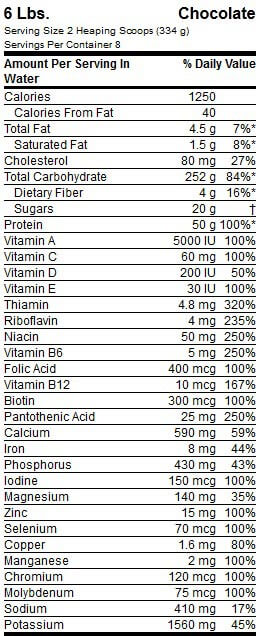 6 Lbs. Chocolate
Serving Size 2 Heaping Scoops (334 g)
Servings Per Container 8
Amount Per Serving In Water % Daily Value
Calories 1250
Calories From Fat 40
Total Fat 4.5 g 7%*
Saturated Fat 1.5 g 8%*
Cholesterol 80 mg 27%
Total Carbohydrate 252 g 84%*
Dietary Fiber 4 g 16%*
Sugars 20 g †
Protein 50 g 100%*
Vitamin A 5000 IU 100%
Vitamin C 60 mg 100%
Vitamin D 200 IU 50%
Vitamin E 30 IU 100%
Thiamin 4.8 mg 320%
Riboflavin 4 mg 235%
Niacin 50 mg 250%
Vitamin B6 5 mg 250%
Folic Acid 400 mcg 100%
Vitamin B12 10 mcg 167%
Biotin 300 mcg 100%
Pantothenic Acid 25 mg 250%
Calcium 590 mg 59%
Iron 8 mg 44%
Phosphorus 430 mg 43%
Iodine 150 mcg 100%
Magnesium 140 mg 35%
Zinc 15 mg 100%
Selenium 70 mcg 100%
Copper 1.6 mg 80%
Manganese 2 mg 100%
Chromium 120 mcg 100%
Molybdenum 75 mcg 100%
Sodium 410 mg 17%
Potassium 1560 mg 45%